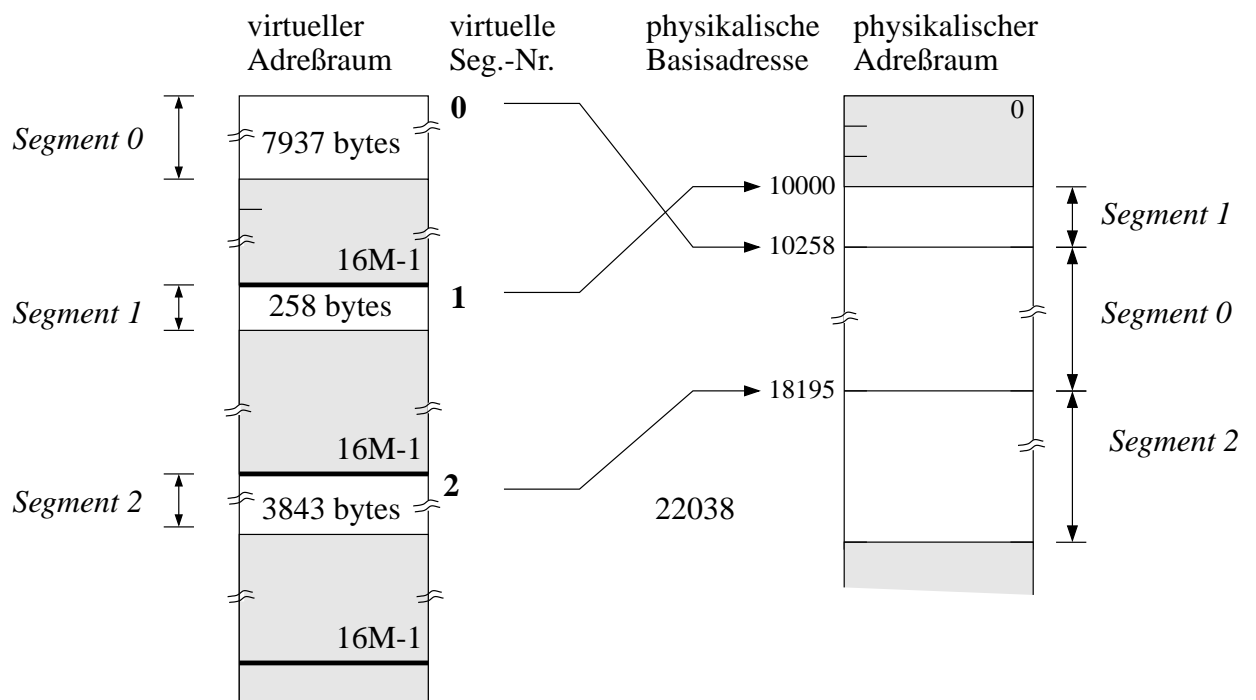 virtueller
Adreßraum
virtuelle
Seg.-Nr.
physikalische
Basisadresse
physikalischer
Adreßraum
0
0
Segment 0
7937 bytes
10000
Segment 1
10258
16M-1
1
Segment 1
258 bytes
Segment 0
18195
16M-1
Segment 2
2
Segment 2
3843 bytes
22038
16M-1